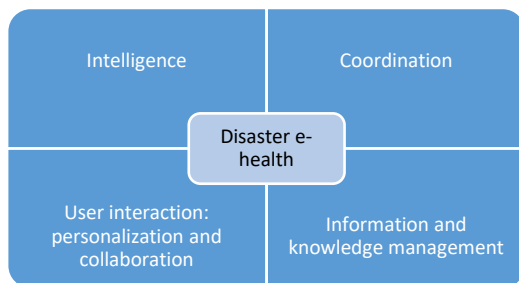 Intelligence
Coordination
Disaster e-
health
User interaction:
personalization and
collaboration
Information and
knowledge management